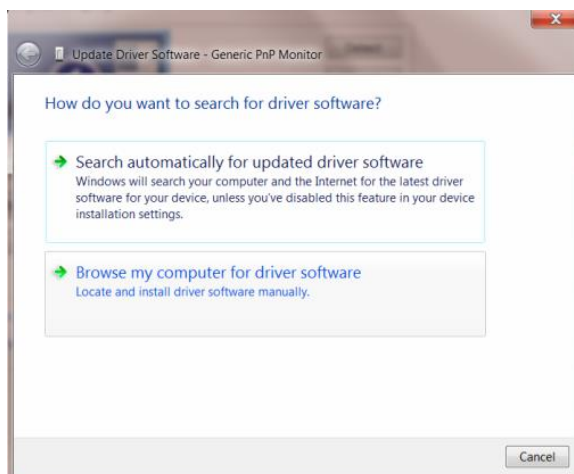 Update Driver Software - Generic PnP Monitor
How do you want to search for driver software?
Search automatically for updated driver software
Windows will search your computer and the Internet for the latest driver
software for your device, unless you've disabled this feature in your device
installation settings.
Browse my computer for driver software
Locate and install driver software manually.
Cancel